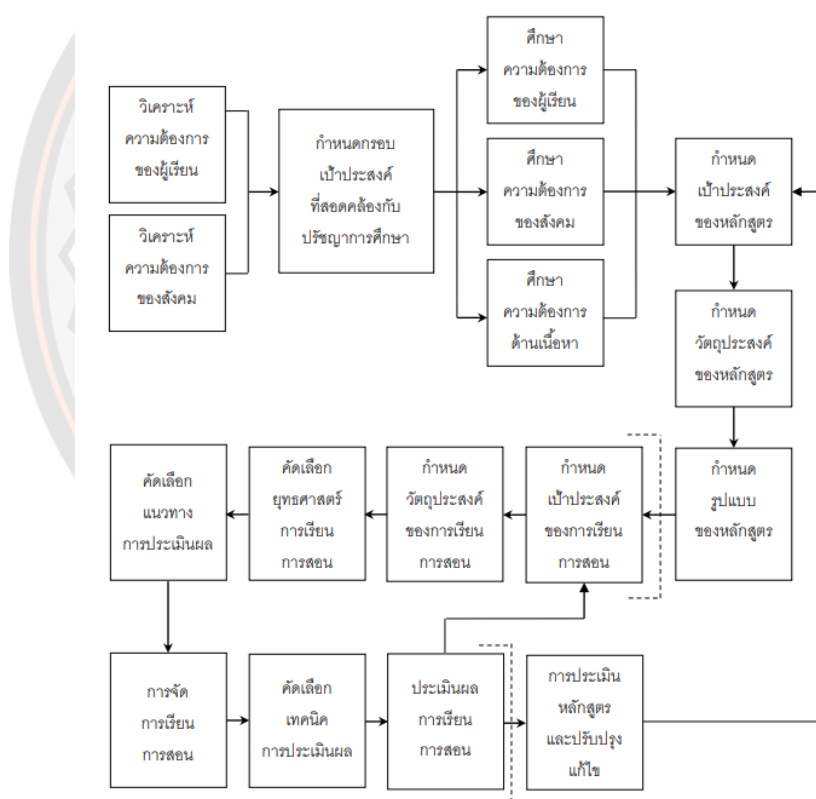 วิเคราะห์
ความต้องการ
ของผู้เรียน
วิเคราะห์
ความต้องการ
ของสังคม
กำหนดกรอบ
เป้าประสงค์
ที่สอดคล้องกับ
ปรัชญาการศึกษา
ศึกษา
ความต้องการ
ของผู้เรียน
ศึกษา
ความต้องการ
ของสังคม
ศึกษา
ความต้องการ
ด้านเนื้อหา
กำหนด
เป้าประสงค์
ของหลักสูตร
กำหนด
วัตถุประสงค์
ของหลักสูตร
กำหนด
รูปแบบ
ของหลักสูตร
กำหนด
เป้าประสงค์
ของการเรียน
การสอน
กำหนด
วัตถุประสงค์
ของการเรียน
การสอน
คัดเลือก
ยุทธศาสตร์
การเรียน
การสอน
คัดเลือก
แนวทาง
การประเมินผล
การจัด
การเรียน
การสอน
คัดเลือก
เทคนิค
การประเมินผล
ประเมินผล
การเรียน
การสอน
การประเมิน
หลักสูตร
และปรับปรุง
แก้ไข